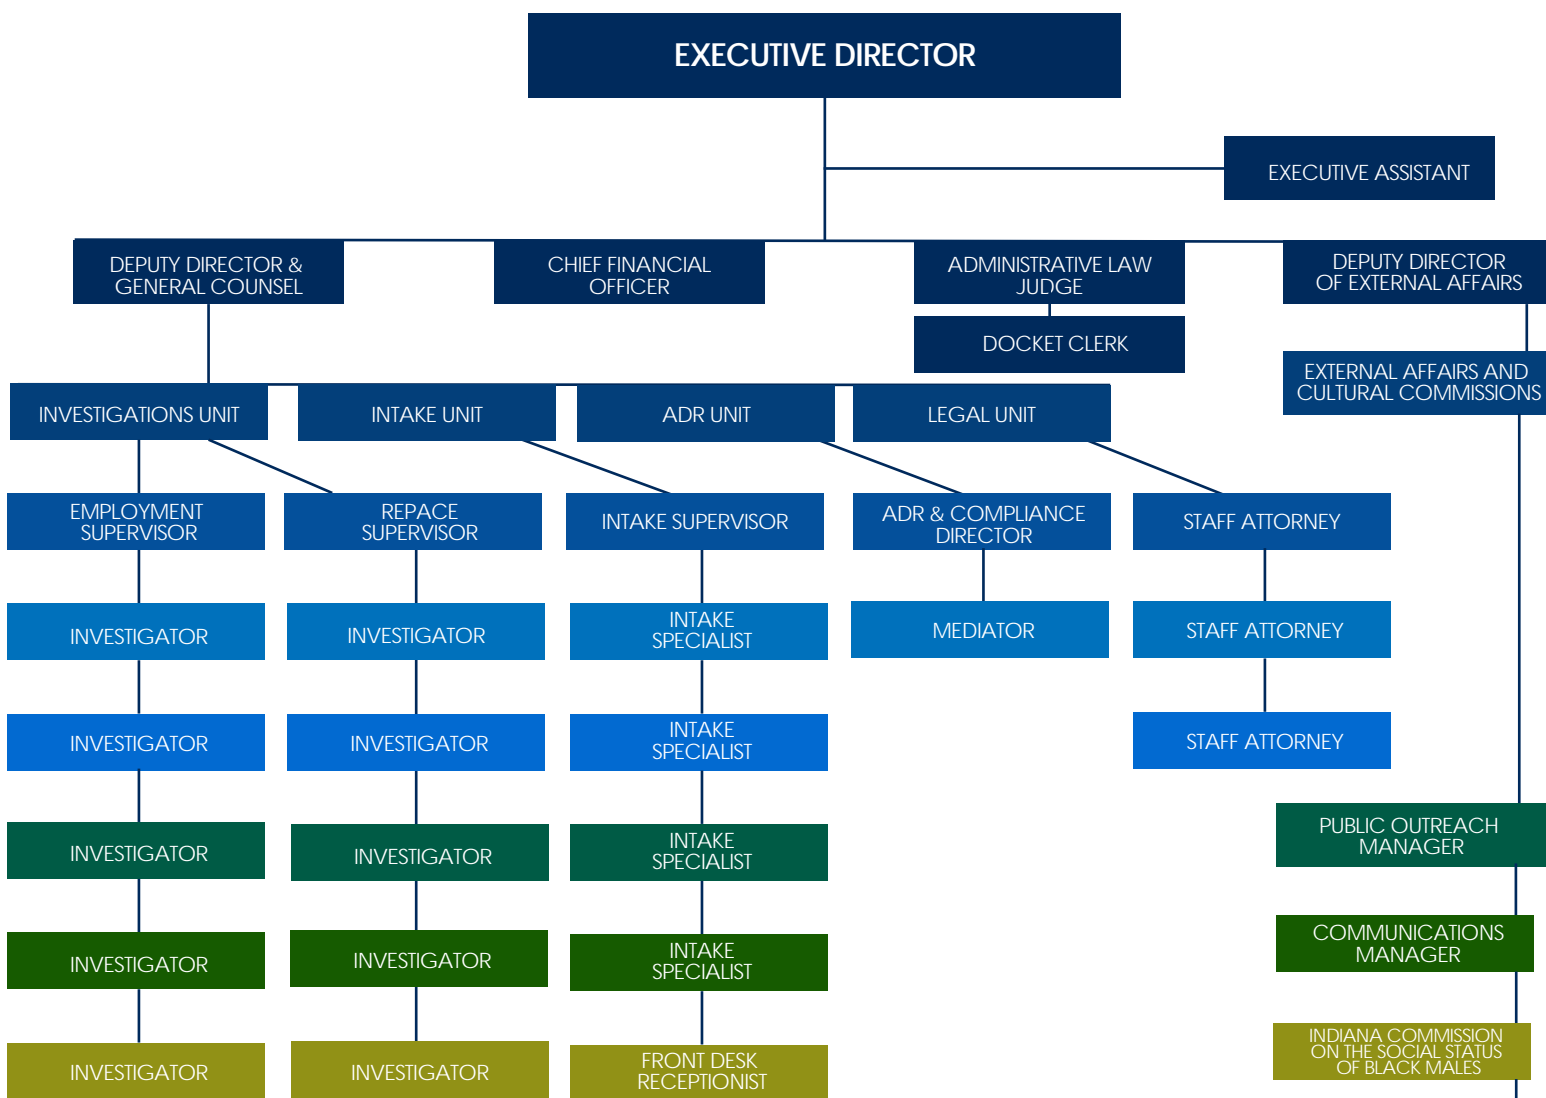 EXECUTIVE DIRECTOR
EXECUTIVE ASSISTANT
DEPUTY DIRECTOR &
GENERAL COUNSEL
CHIEF FINANCIAL
OFFICER
ADMINISTRATIVE LAW
JUDGE
DEPUTY DIRECTOR
OF EXTERNAL AFFAIRS
DOCKET CLERK
EXTERNAL AFFAIRS AND
CULTURAL COMMISSIONS
INVESTIGATIONS UNIT
INTAKE UNIT
ADR UNIT
LEGAL UNIT
EMPLOYMENT
SUPERVISOR
REPACE
SUPERVISOR
INTAKE SUPERVISOR
ADR & COMPLIANCE
DIRECTOR
STAFF ATTORNEY
INVESTIGATOR
INVESTIGATOR
INTAKE
SPECIALIST
MEDIATOR
STAFF ATTORNEY
INVESTIGATOR
INVESTIGATOR
INTAKE
SPECIALIST
STAFF ATTORNEY
INVESTIGATOR
INVESTIGATOR
INTAKE
SPECIALIST
PUBLIC OUTREACH
MANAGER
INVESTIGATOR
INVESTIGATOR
INTAKE
SPECIALIST
COMMUNICATIONS
MANAGER
INVESTIGATOR
INVESTIGATOR
FRONT DESK
RECEPTIONIST
INDIANA COMMISSION
ON THE SOCIAL STATUS
OF BLACK MALES